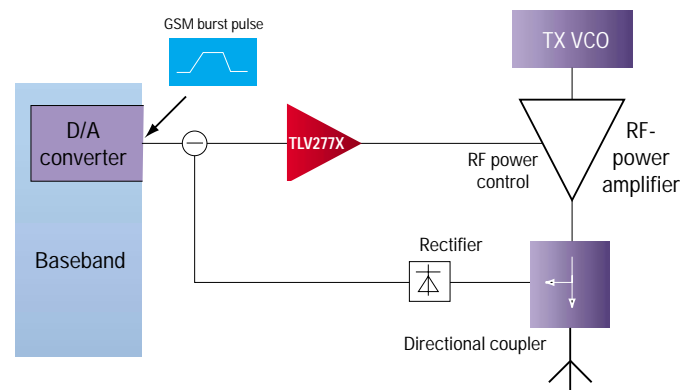 GSM burst pulse
TX VCO
D/A
converter
TLV277X
RF power
control
RF-
power
amplifier
Rectifier
Baseband
Directional coupler